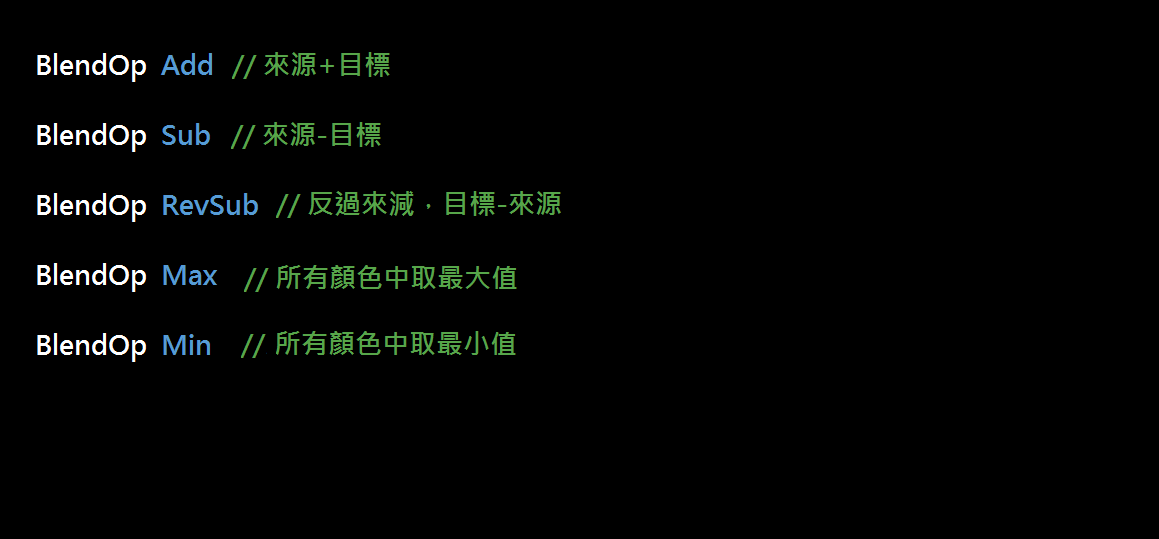 BlendOp Add // 來源+目標
BlendOp Sub // 來源-目標
BlendOp RevSub // 反過來減，目標-來源
BlendOp Max // 所有顏色中取最大值
BlendOp Min // 所有顏色中取最小值